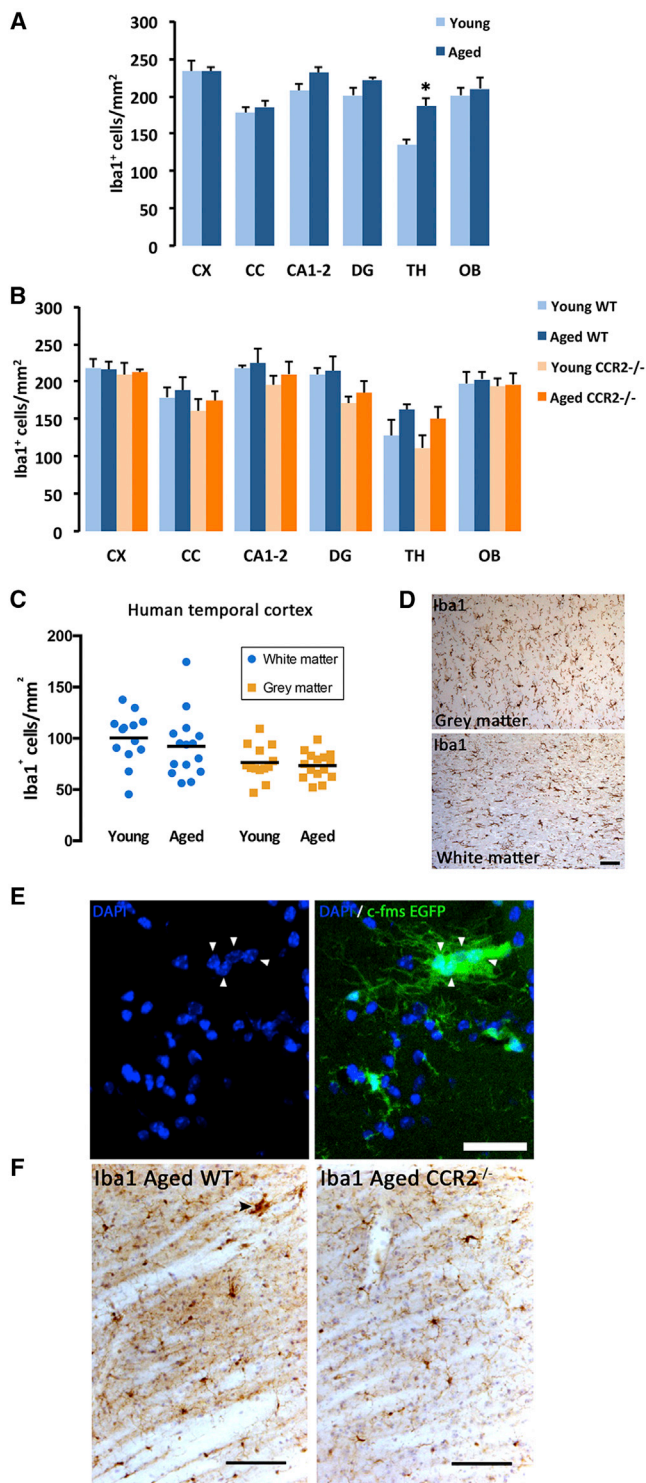 A
300
250
200
150
100
50
0
Iba1⁺ cells/mm²
Young
Aged
*
CX CC CA1-2 DG TH OB
B
300
250
200
150
100
50
0
Iba1⁺ cells/mm²
Young WT
Aged WT
Young CCR2-/-
Aged CCR2-/-
CX CC CA1-2 DG TH OB
C
Human temporal cortex
200
150
100
50
0
Iba1⁺ cells/mm²
White matter
Grey matter
Young Aged Young Aged
D
Iba1
Grey matter
Iba1
White matter
E
DAPI
DAPI/c-fms EGFP
F
Iba1 Aged WT
Iba1 Aged CCR2⁻/⁻